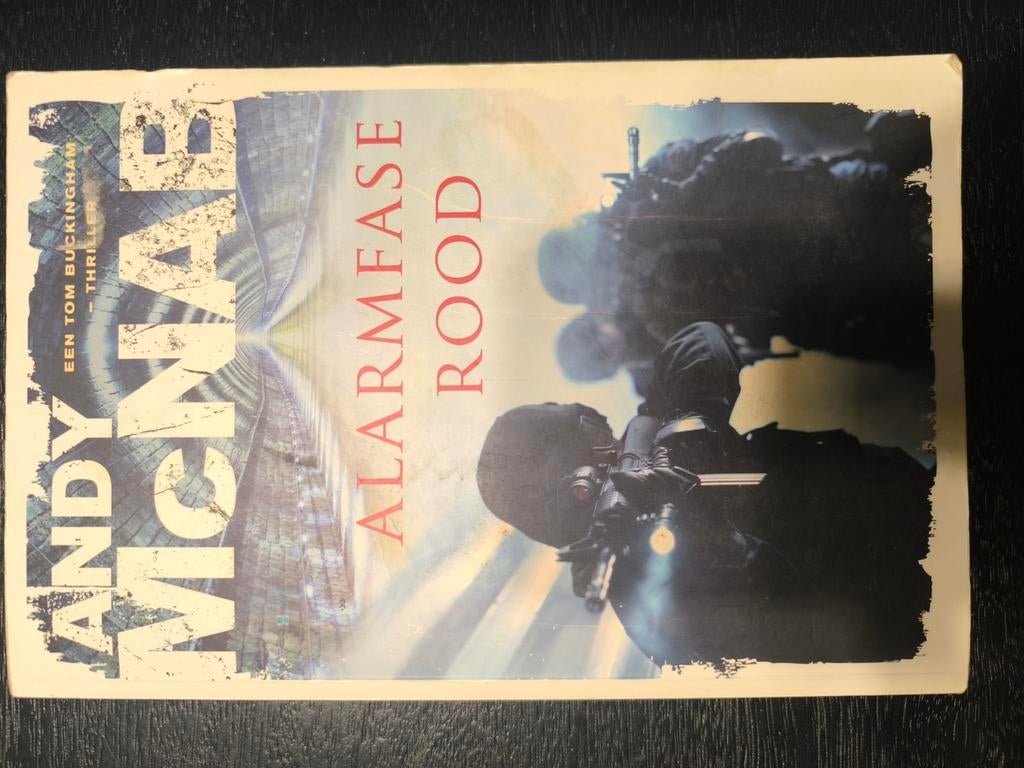 ANDY
EEN TOM BUCKINGHAM
– THRILLER
MCNAB
ALARMFASE
ROOD